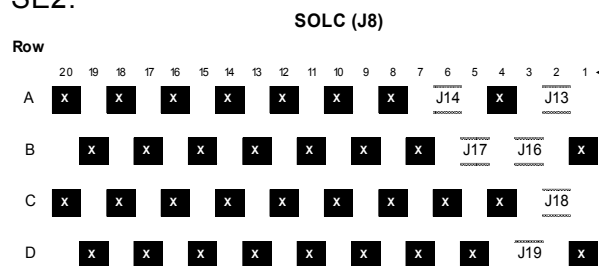 SE2:
SOLC (J8)
Row
20 19 18 17 16 15 14 13 12 11 10 9 8 7 6 5 4 3 2 1
A X X X X X X X J14 X J13
B X X X X X X X J17 J16 X
C X X X X X X X X X J18
D X X X X X X X X J19 X